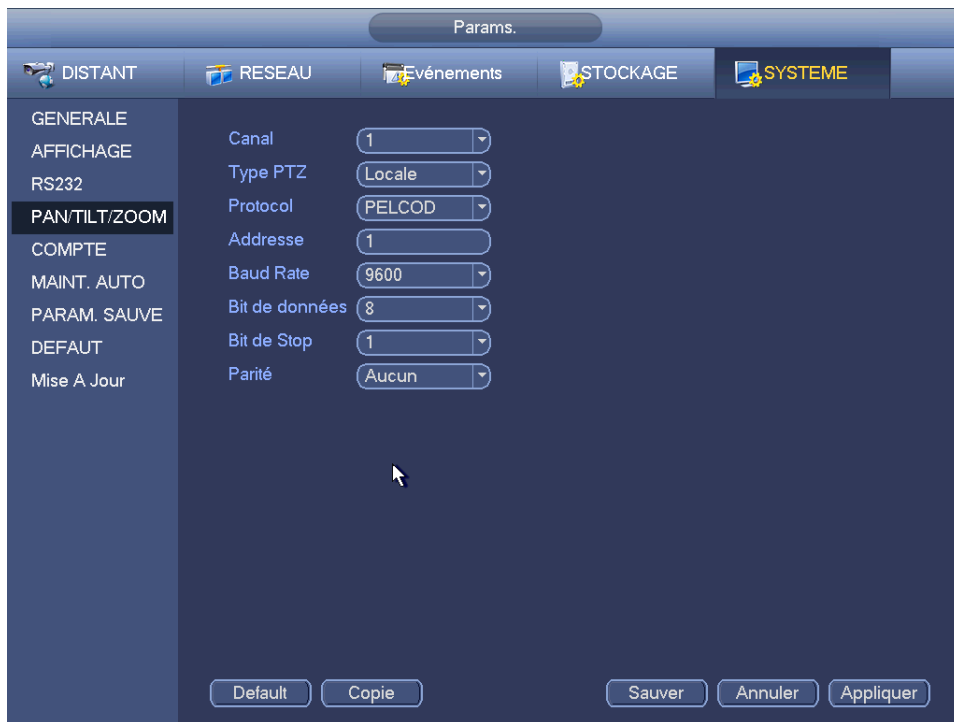 Params.
DISTANT
RESEAU
Evénements
STOCKAGE
SYSTEME
GENERALE
AFFICHAGE
RS232
PAN/TILT/ZOOM
COMPTE
MAINT. AUTO
PARAM. SAUVE
DEFAUT
Mise A Jour
Canal 1
Type PTZ Locale
Protocol PELCOD
Addresse 1
Baud Rate 9600
Bit de données 8
Bit de Stop 1
Parité Aucun
Default Copie Sauver Annuler Appliquer